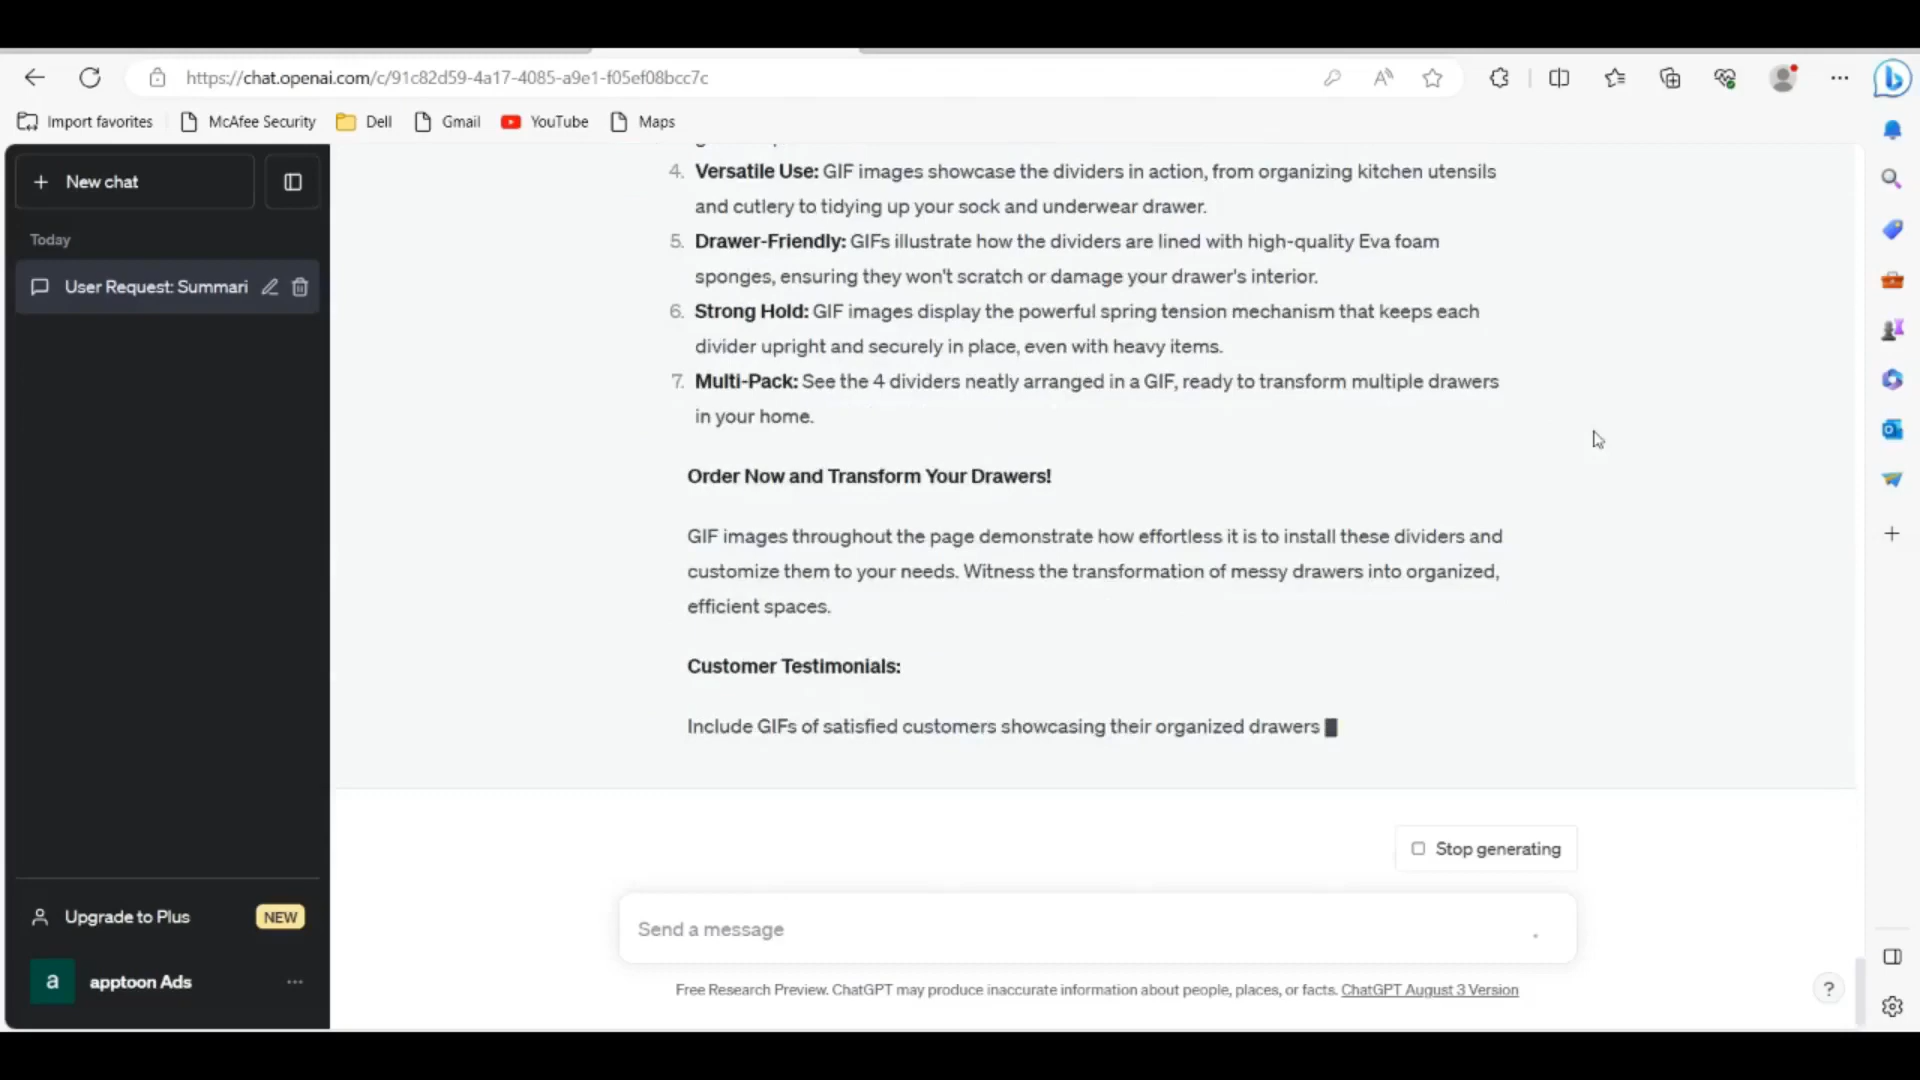 https://chat.openai.com/c/91c82d59-4a17-4085-a9e1-f05ef08bcc7c
Import favorites
McAfee Security
Dell
Gmail
YouTube
Maps
New chat
Today
User Request: Summari
4. Versatile Use: GIF images showcase the dividers in action, from organizing kitchen utensils
and cutlery to tidying up your sock and underwear drawer.
5. Drawer-Friendly: GIFs illustrate how the dividers are lined with high-quality Eva foam
sponges, ensuring they won't scratch or damage your drawer's interior.
6. Strong Hold: GIF images display the powerful spring tension mechanism that keeps each
divider upright and securely in place, even with heavy items.
7. Multi-Pack: See the 4 dividers neatly arranged in a GIF, ready to transform multiple drawers
in your home.
Order Now and Transform Your Drawers!
GIF images throughout the page demonstrate how effortless it is to install these dividers and
customize them to your needs. Witness the transformation of messy drawers into organized,
efficient spaces.
Customer Testimonials:
Include GIFs of satisfied customers showcasing their organized drawers
Stop generating
Send a message
Free Research Preview. ChatGPT may produce inaccurate information about people, places, or facts. ChatGPT August 3 Version
Upgrade to Plus
NEW
a
apptoon Ads
?